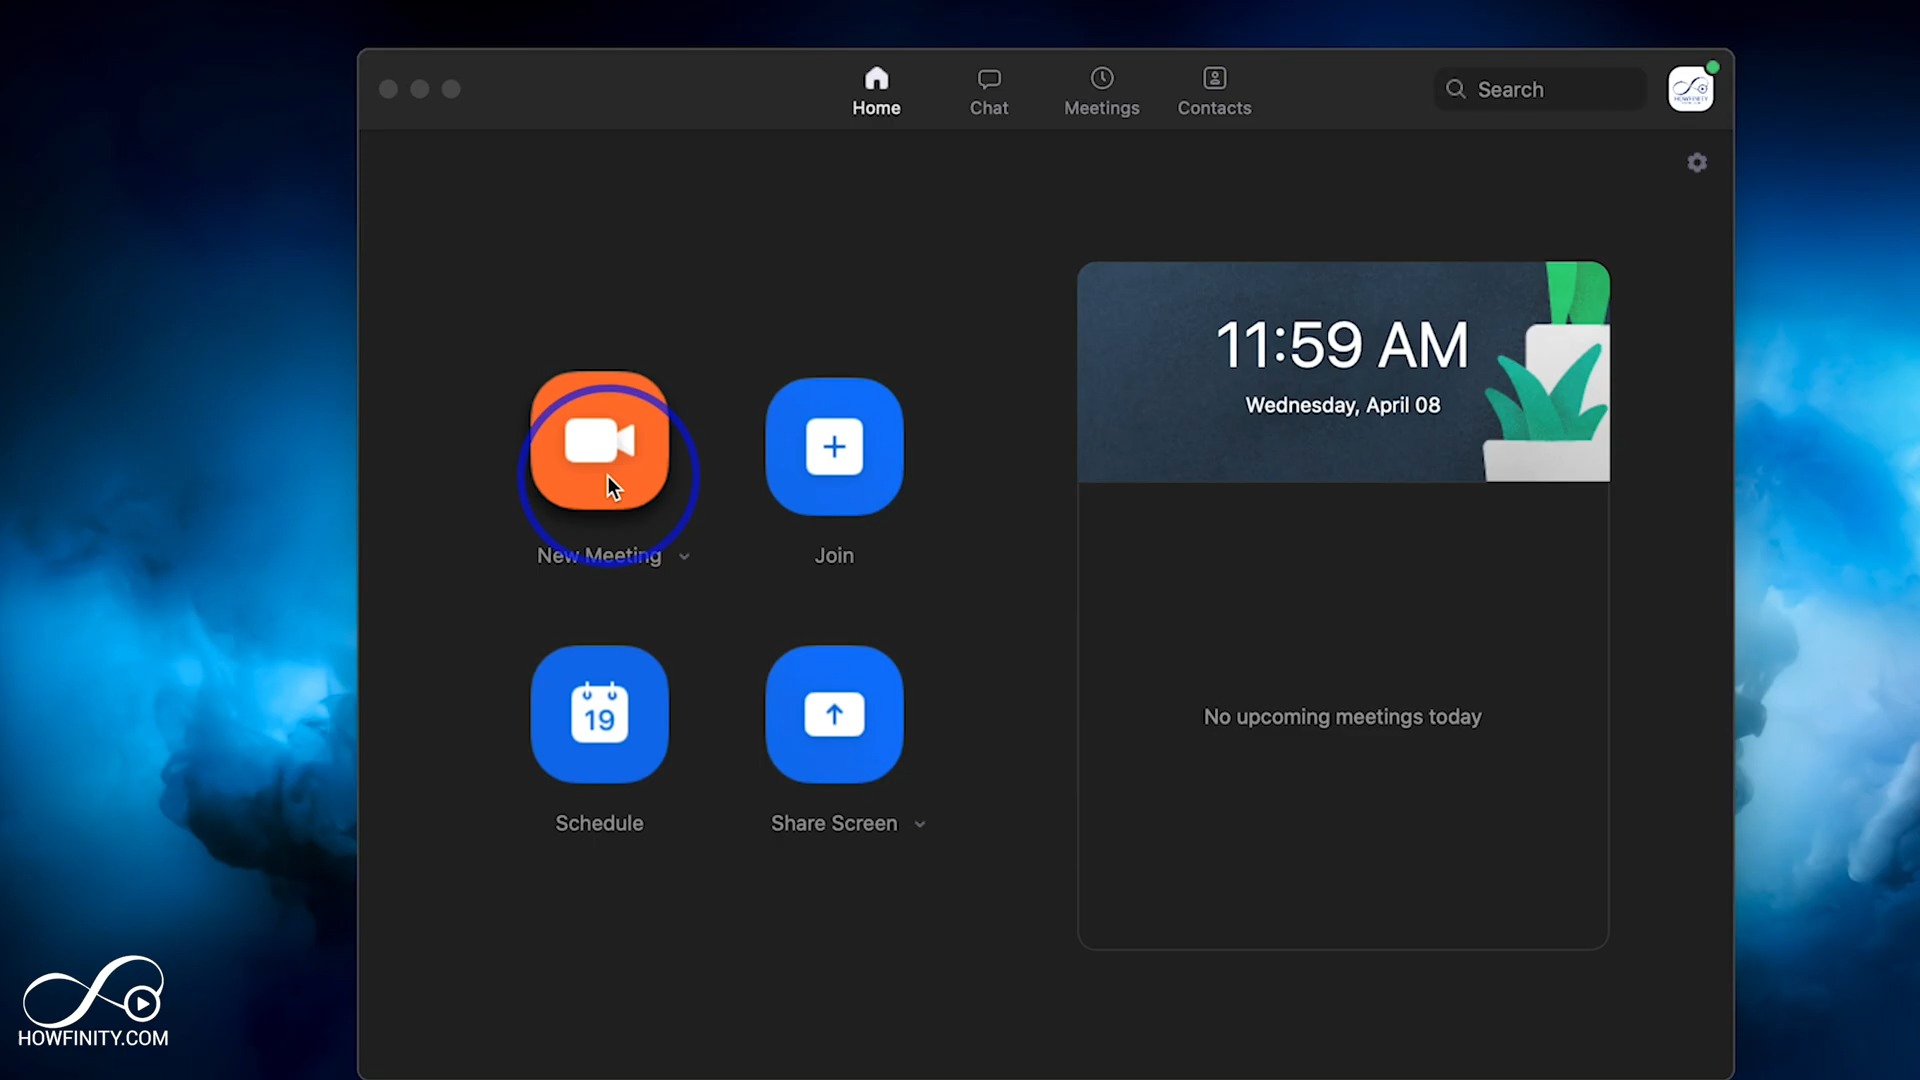 Home
Chat
Meetings
Contacts
Search
HOWFINITY
11:59 AM
Wednesday, April 08
New Meeting
Join
19
Schedule
Share Screen
No upcoming meetings today
HOWFINITY.COM